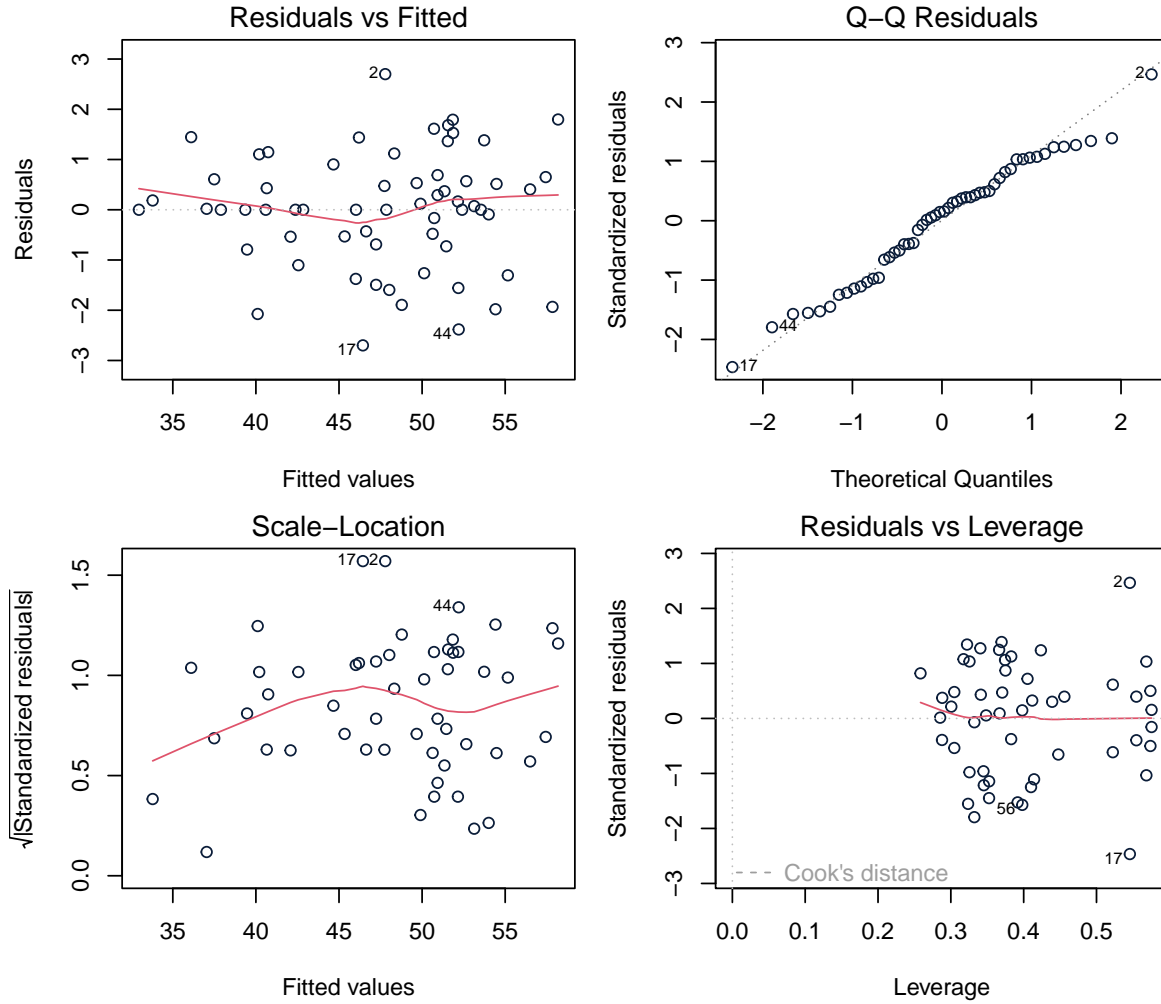 Residuals vs Fitted
Residuals
3
2
1
0
−1
−2
−3
2
44
17
35 40 45 50 55
Fitted values
Q−Q Residuals
Standardized residuals
3
2
1
0
−1
−2
2
44
17
−2 −1 0 1 2
Theoretical Quantiles
Scale−Location
√|Standardized residuals|
1.5
1.0
0.5
0.0
17 2
44
35 40 45 50 55
Fitted values
Residuals vs Leverage
Standardized residuals
3
2
1
0
−1
−2
−3
2
56
17
Cook's distance
0.0 0.1 0.2 0.3 0.4 0.5
Leverage